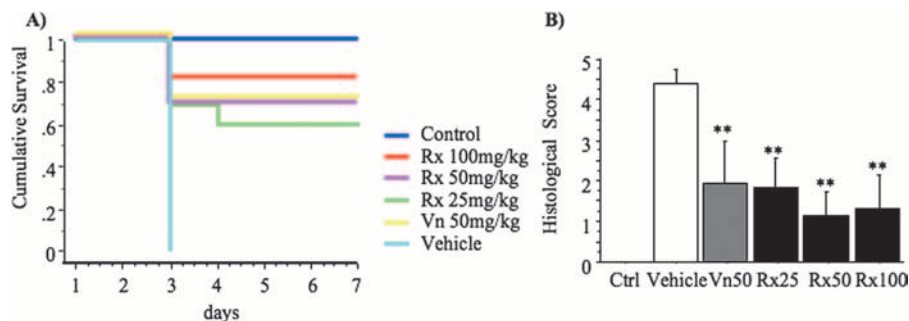 A)
Cumulative Survival
1
.8
.6
.4
.2
0
1 2 3 4 5 6 7
days
Control
Rx 100mg/kg
Rx 50mg/kg
Rx 25mg/kg
Vn 50mg/kg
Vehicle
B)
Histological Score
5
4
3
2
1
0
** ** ** **
Ctrl Vehicle Vn50 Rx25 Rx50 Rx100